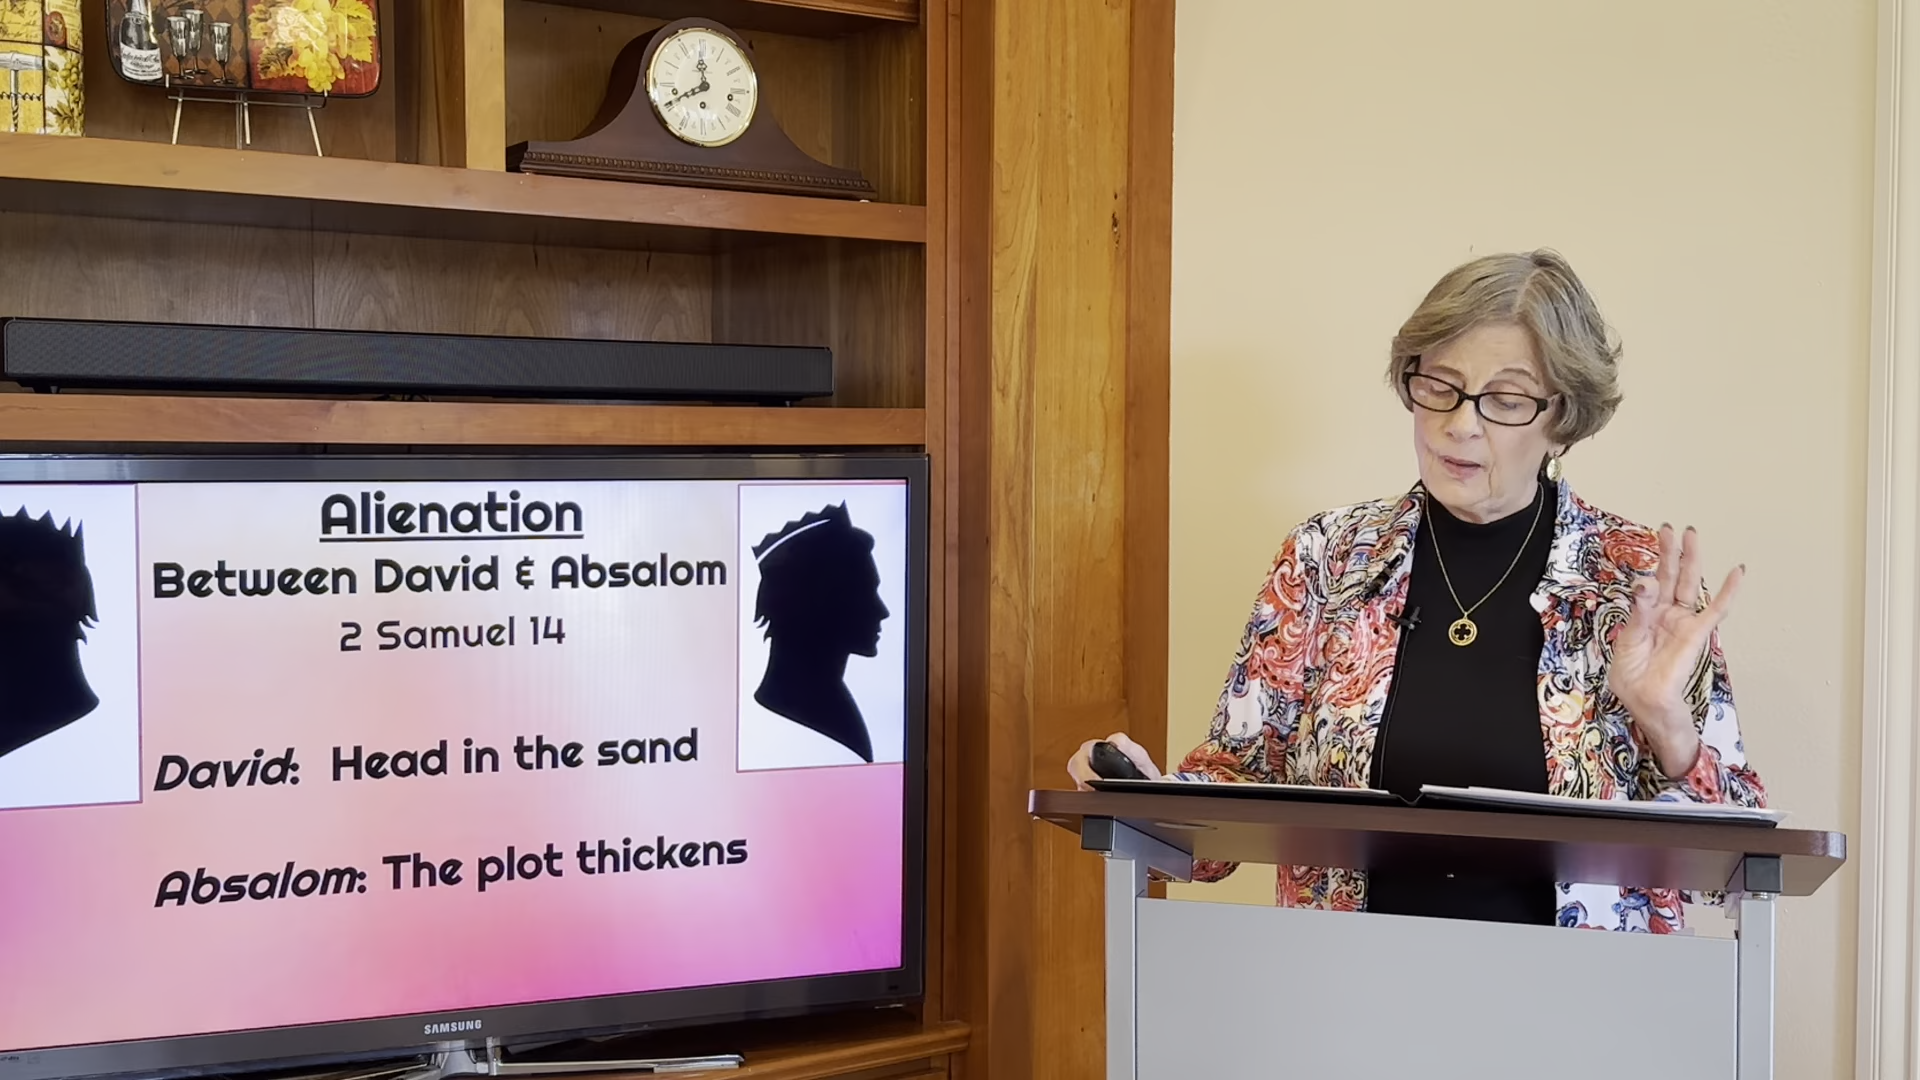 Alienation
Between David & Absalom
2 Samuel 14
David: Head in the sand
Absalom: The plot thickens
SAMSUNG